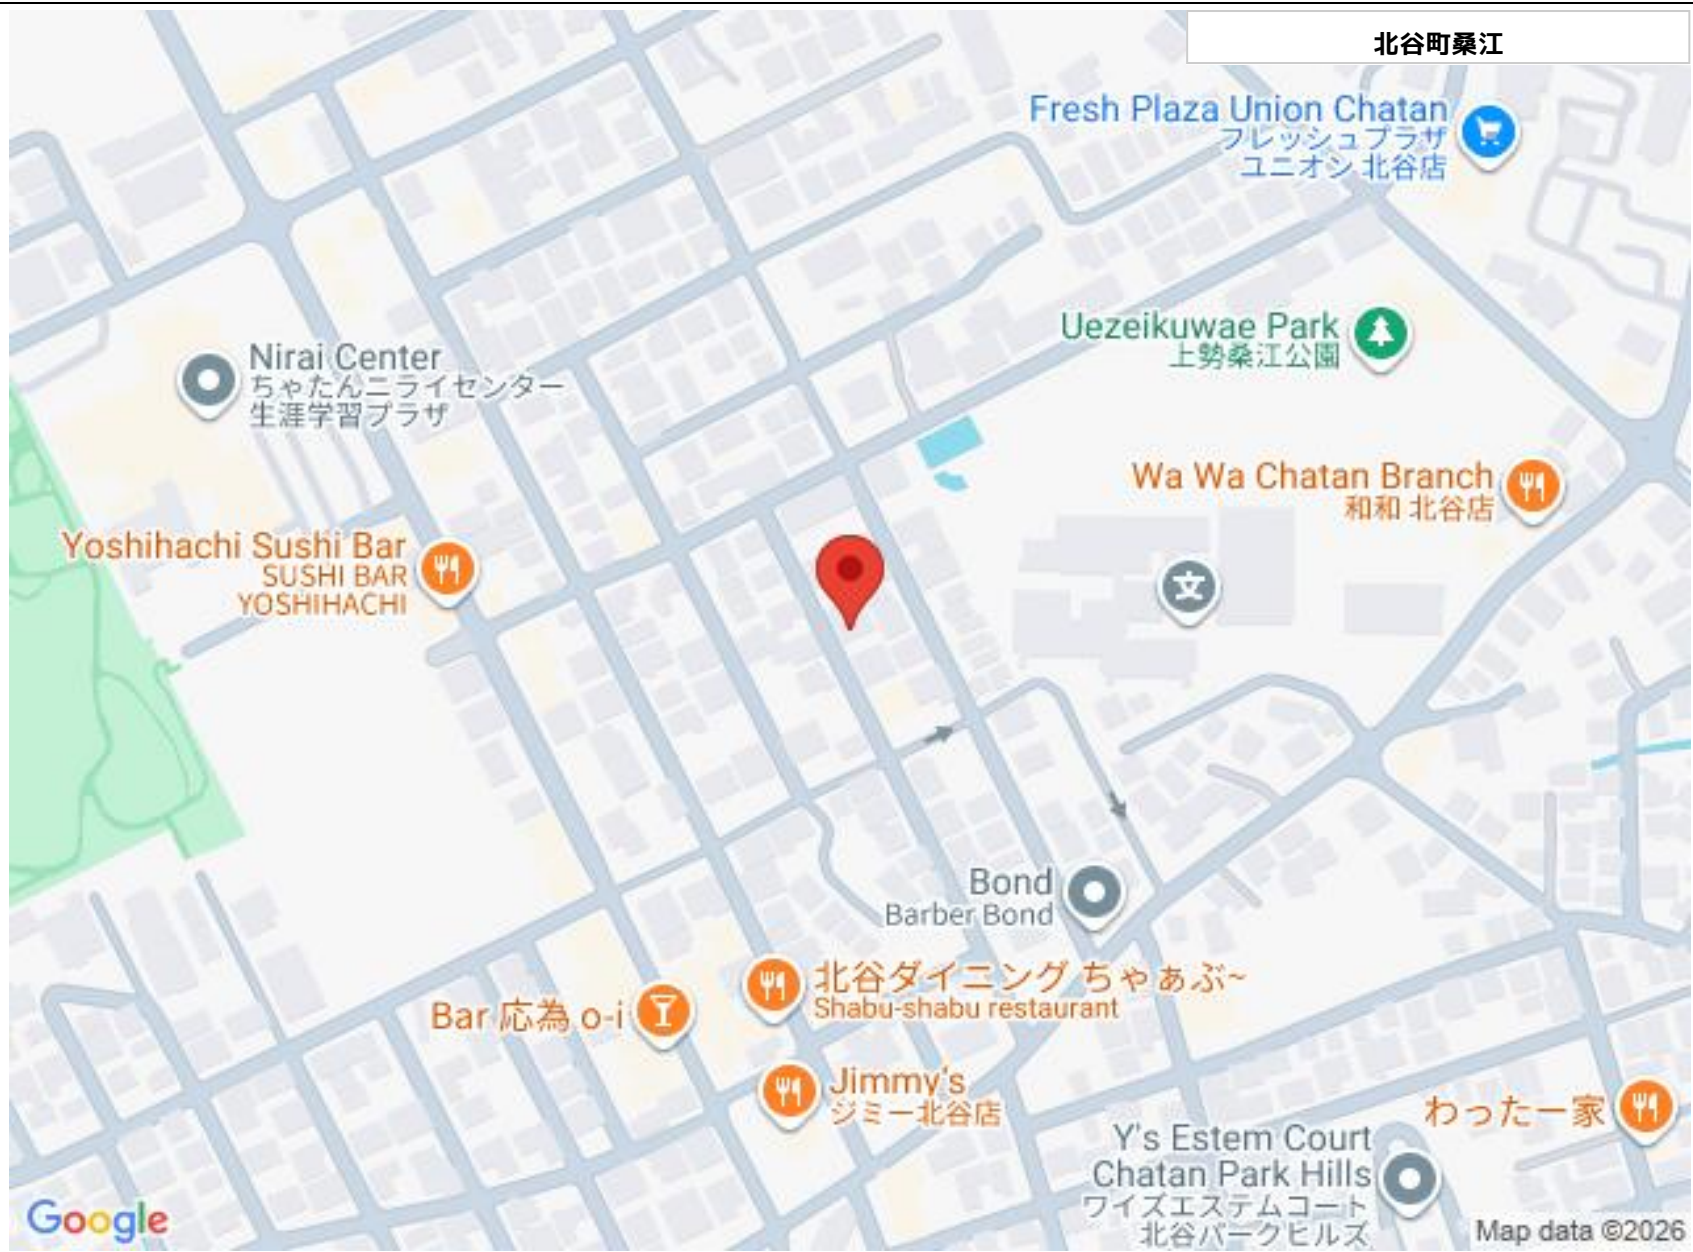 北谷町桑江
Fresh Plaza Union Chatan
フレッシュプラザ
ユニオン 北谷店
Uezeikuwae Park
上勢桑江公園
Nirai Center
ちゃたんニライセンター
生涯学習プラザ
Wa Wa Chatan Branch
和和 北谷店
Yoshihachi Sushi Bar
SUSHI BAR
YOSHIHACHI
文
Bond
Barber Bond
北谷ダイニング ちゃぁぶ~
Shabu-shabu restaurant
Bar 応為 o-i
Jimmy's
ジミー北谷店
わったー家
Y's Estem Court
Chatan Park Hills
ワイズエステムコート
北谷パークヒルズ
Google
Map data ©2026